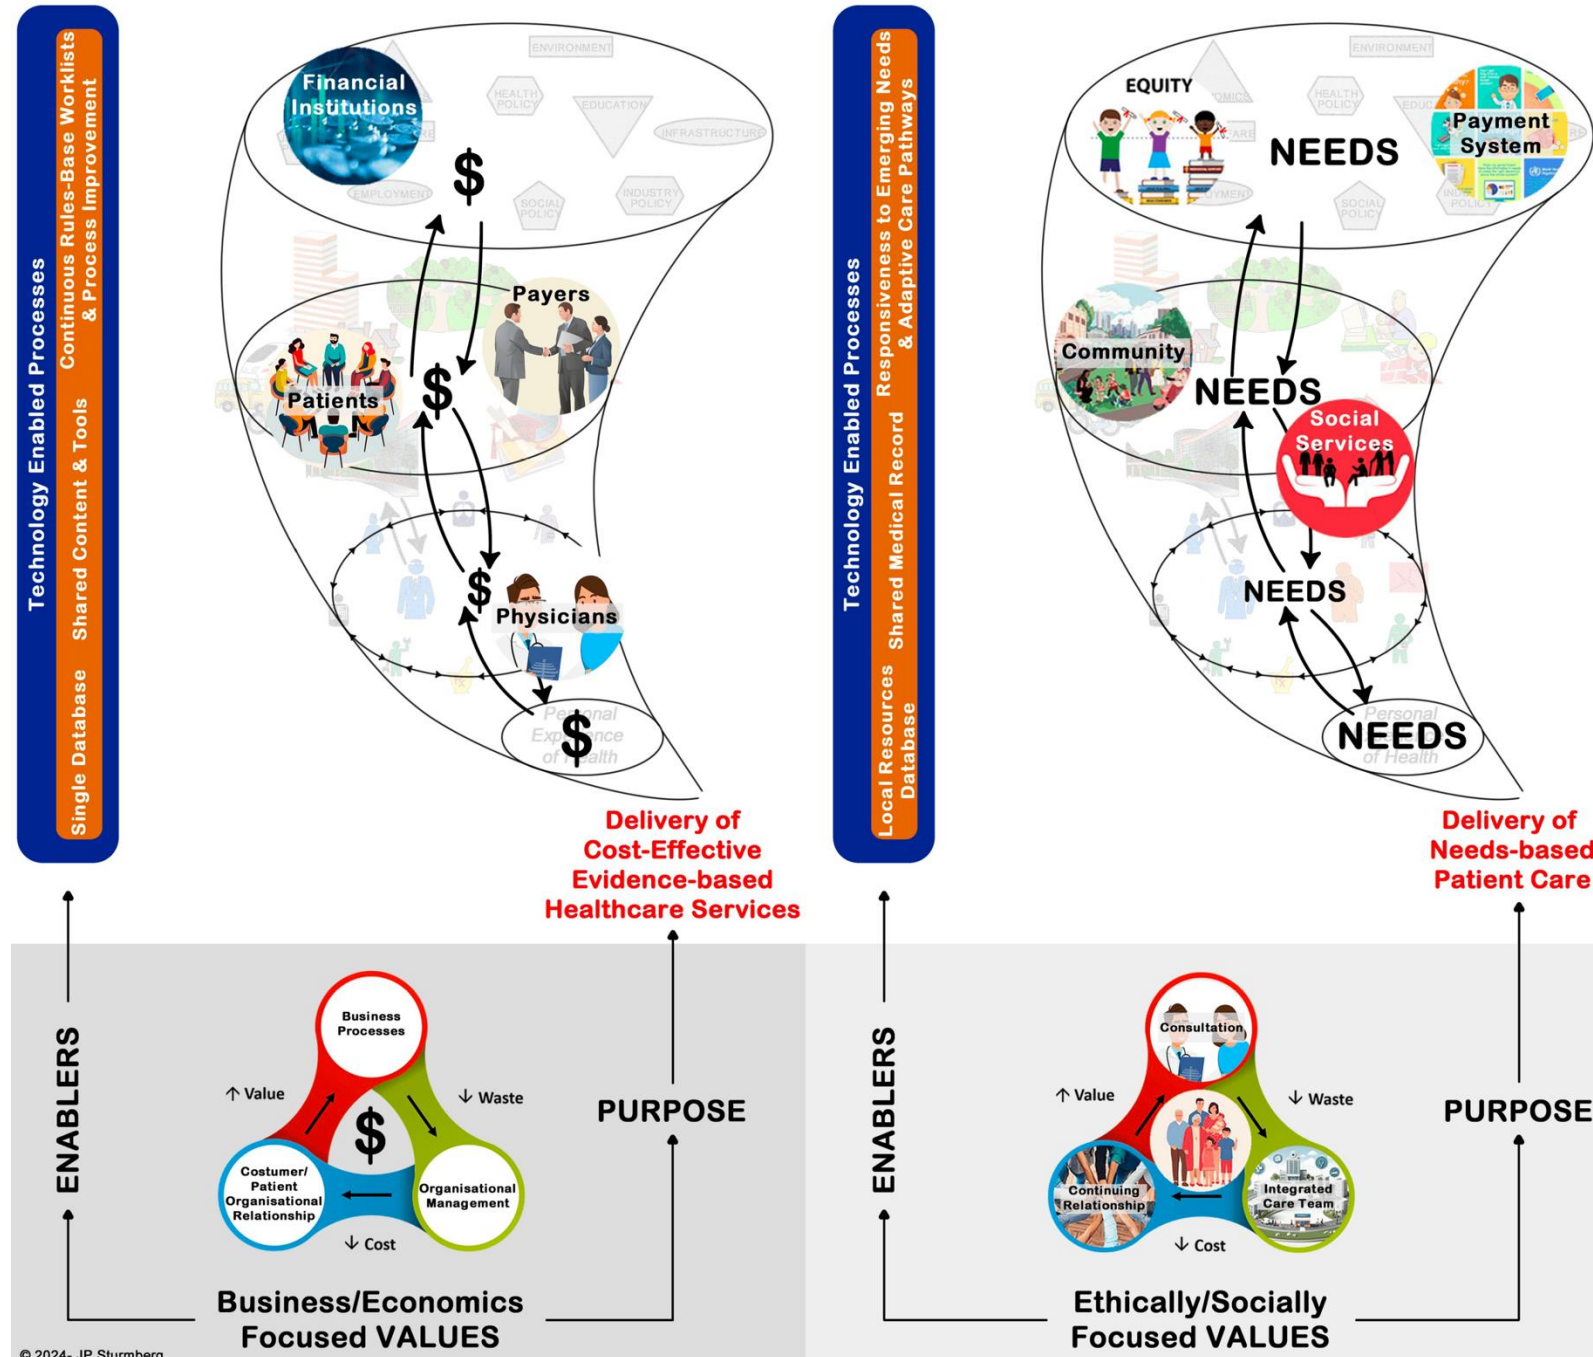 Technology Enabled Processes
Continuous Rules-Base Worklists
& Process Improvement
Shared Content & Tools
Single Database
ENVIRONMENT
Financial
Institutions
HEALTH
POLICY
EDUCATION
INFRASTRUCTURE
EMPLOYMENT
$
SOCIAL
POLICY
INDUSTRY
POLICY
Payers
Patients
$
$
Physicians
Personal
Experience
of Health
$
Delivery of
Cost-Effective
Evidence-based
Healthcare Services
ENABLERS
Business
Processes
↑ Value
↓ Waste
$
Costumer/
Patient
Organisational
Relationship
Organisational
Management
↓ Cost
PURPOSE
Business/Economics
Focused VALUES
© 2024- JP Sturmberg
Technology Enabled Processes
Responsiveness to Emerging Needs
& Adaptive Care Pathways
Shared Medical Record
Local Resources
Database
ENVIRONMENT
EQUITY
HEALTH
POLICY
Payment
System
NEEDS
SOCIAL
POLICY
Community
NEEDS
Social
Services
NEEDS
Personal
of Health
NEEDS
Delivery of
Needs-based
Patient Care
ENABLERS
Consultation
↑ Value
↓ Waste
Continuing
Relationship
Integrated
Care Team
↓ Cost
PURPOSE
Ethically/Socially
Focused VALUES